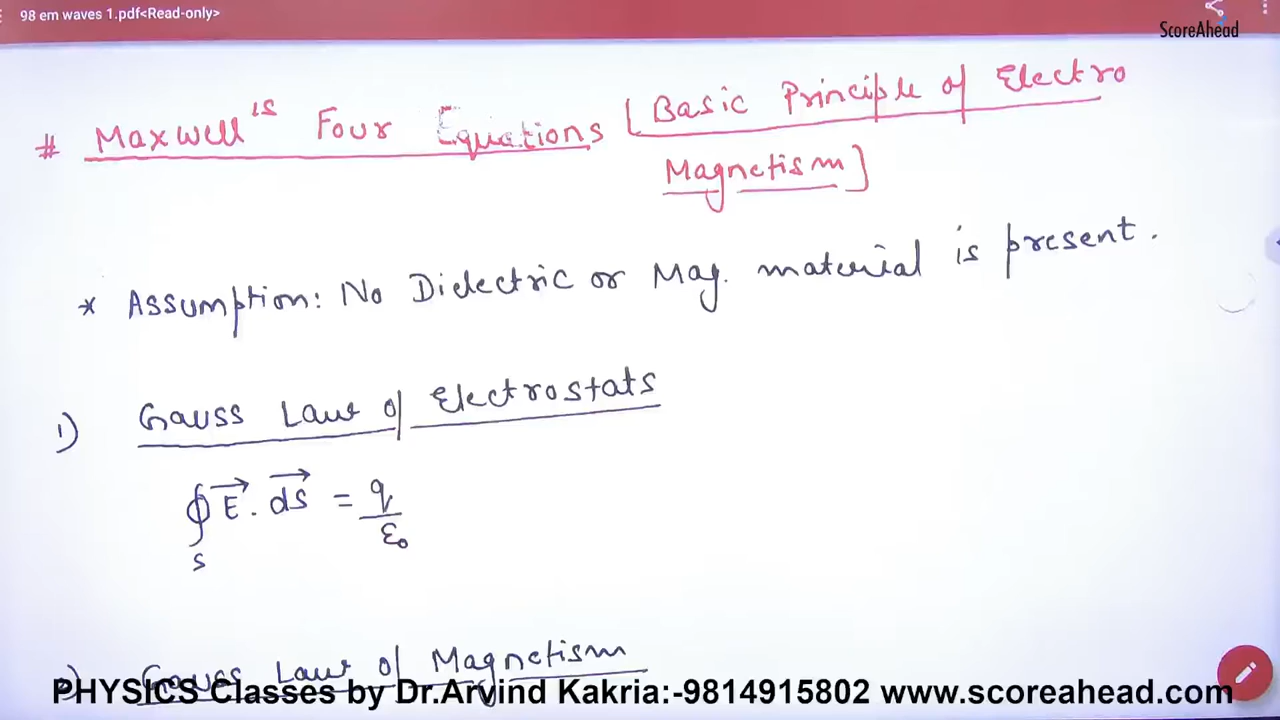 98 em waves 1.pdf<Read-only>
ScoreAhead
# Maxwell's Four Equations [Basic Principle of Electro
Magnetism]
* Assumption: No Dielectric or Mag. material is present.
1) Gauss Law of Electrostats
∮E⃗. ds⃗ = q/ε₀
S
2) Gauss Law of Magnetism
PHYSICS Classes by Dr.Arvind Kakria:-9814915802 www.scoreahead.com